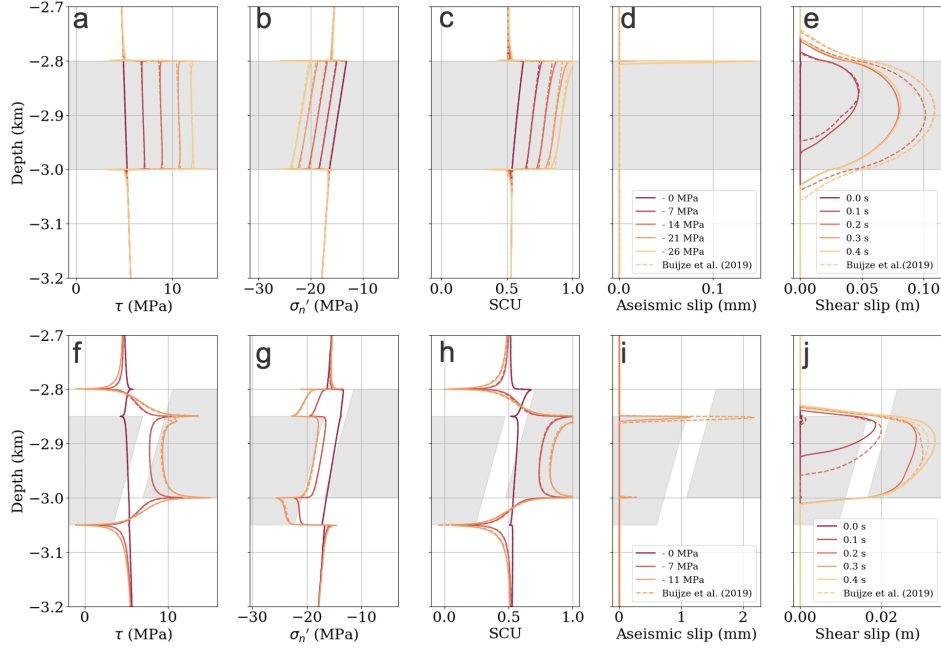 a b c d e
−2.7
−2.8
−2.9
−3.0
−3.1
−3.2
Depth (km)
- 0 MPa
- 7 MPa
- 14 MPa
- 21 MPa
- 26 MPa
Buijze et al. (2019)
0.0 s
0.1 s
0.2 s
0.3 s
0.4 s
Buijze et al.(2019)
0 10
−30 −20 −10
0.0 0.5 1.0
0.0 0.1
0.00 0.05 0.10
τ (MPa)
σn′ (MPa)
SCU
Aseismic slip (mm)
Shear slip (m)
f g h i j
−2.7
−2.8
−2.9
−3.0
−3.1
−3.2
Depth (km)
- 0 MPa
- 7 MPa
- 11 MPa
Buijze et al. (2019)
0.0 s
0.1 s
0.2 s
0.3 s
0.4 s
Buijze et al.(2019)
0 10
−30 −20 −10
0.0 0.5 1.0
0 1 2
0.00 0.02
τ (MPa)
σn′ (MPa)
SCU
Aseismic slip (mm)
Shear slip (m)